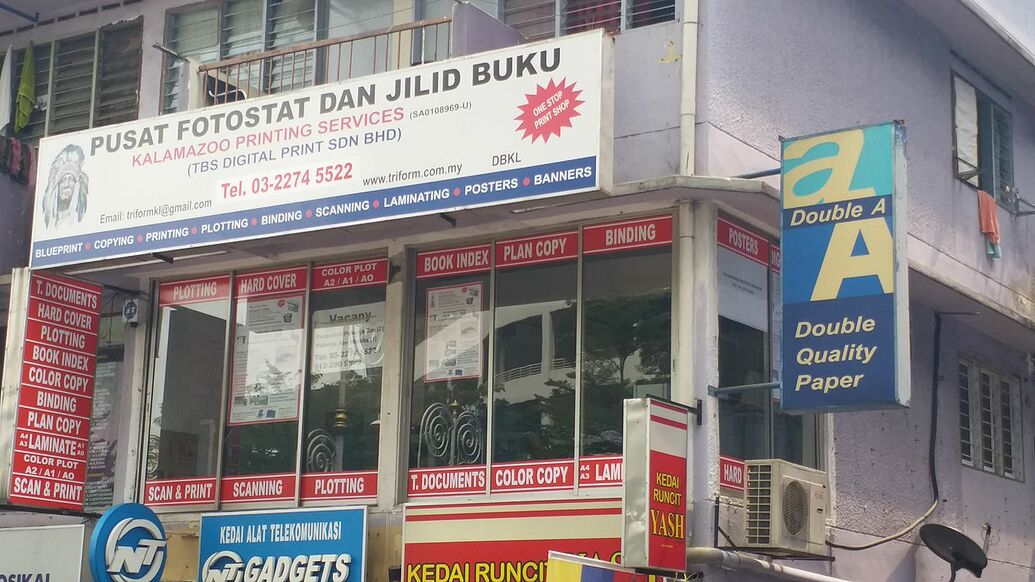 PUSAT FOTOSTAT DAN JILID BUKU
KALAMAZOO PRINTING SERVICES (SA0108969-U)
(TBS DIGITAL PRINT SDN BHD)
Tel. 03-2274 5522 www.triform.com.my DBKL
Email: triformkl@gmail.com
BLUEPRINT • COPYING • PRINTING • PLOTTING • BINDING • SCANNING • LAMINATING • POSTERS • BANNERS
ONE STOP
PRINT SHOP
a
Double A
A
Double
Quality
Paper
T. DOCUMENTS
HARD COVER
PLOTTING
BOOK INDEX
COLOR COPY
BINDING
PLAN COPY
A4 A3 LAMINATE A1 A0
COLOR PLOT
A2 / A1 / AO
SCAN & PRINT
PLOTTING
HARD COVER
COLOR PLOT
A2 / A1 / AO
BOOK INDEX
PLAN COPY
BINDING
POSTERS
Vacancy
SCAN & PRINT
SCANNING
PLOTTING
T. DOCUMENTS
COLOR COPY
A4 A3 LAMI
HARD
NT
KEDAI ALAT TELEKOMUNIKASI
NT GADGETS
KEDAI RUNCIT
KEDAI
RUNCIT
YASH